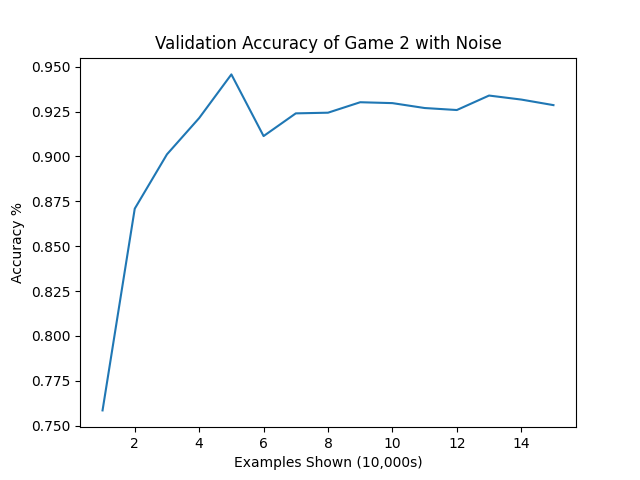 Validation Accuracy of Game 2 with Noise
0.950
0.925
0.900
0.875
0.850
0.825
0.800
0.775
0.750
Accuracy %
2 4 6 8 10 12 14
Examples Shown (10,000s)